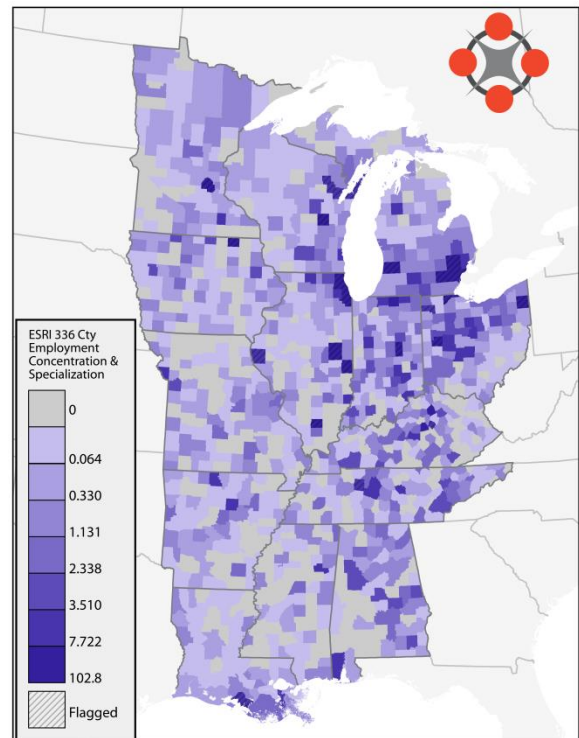 ESRI 336 Cty
Employment
Concentration &
Specialization
0
0.064
0.330
1.131
2.338
3.510
7.722
102.8
Flagged